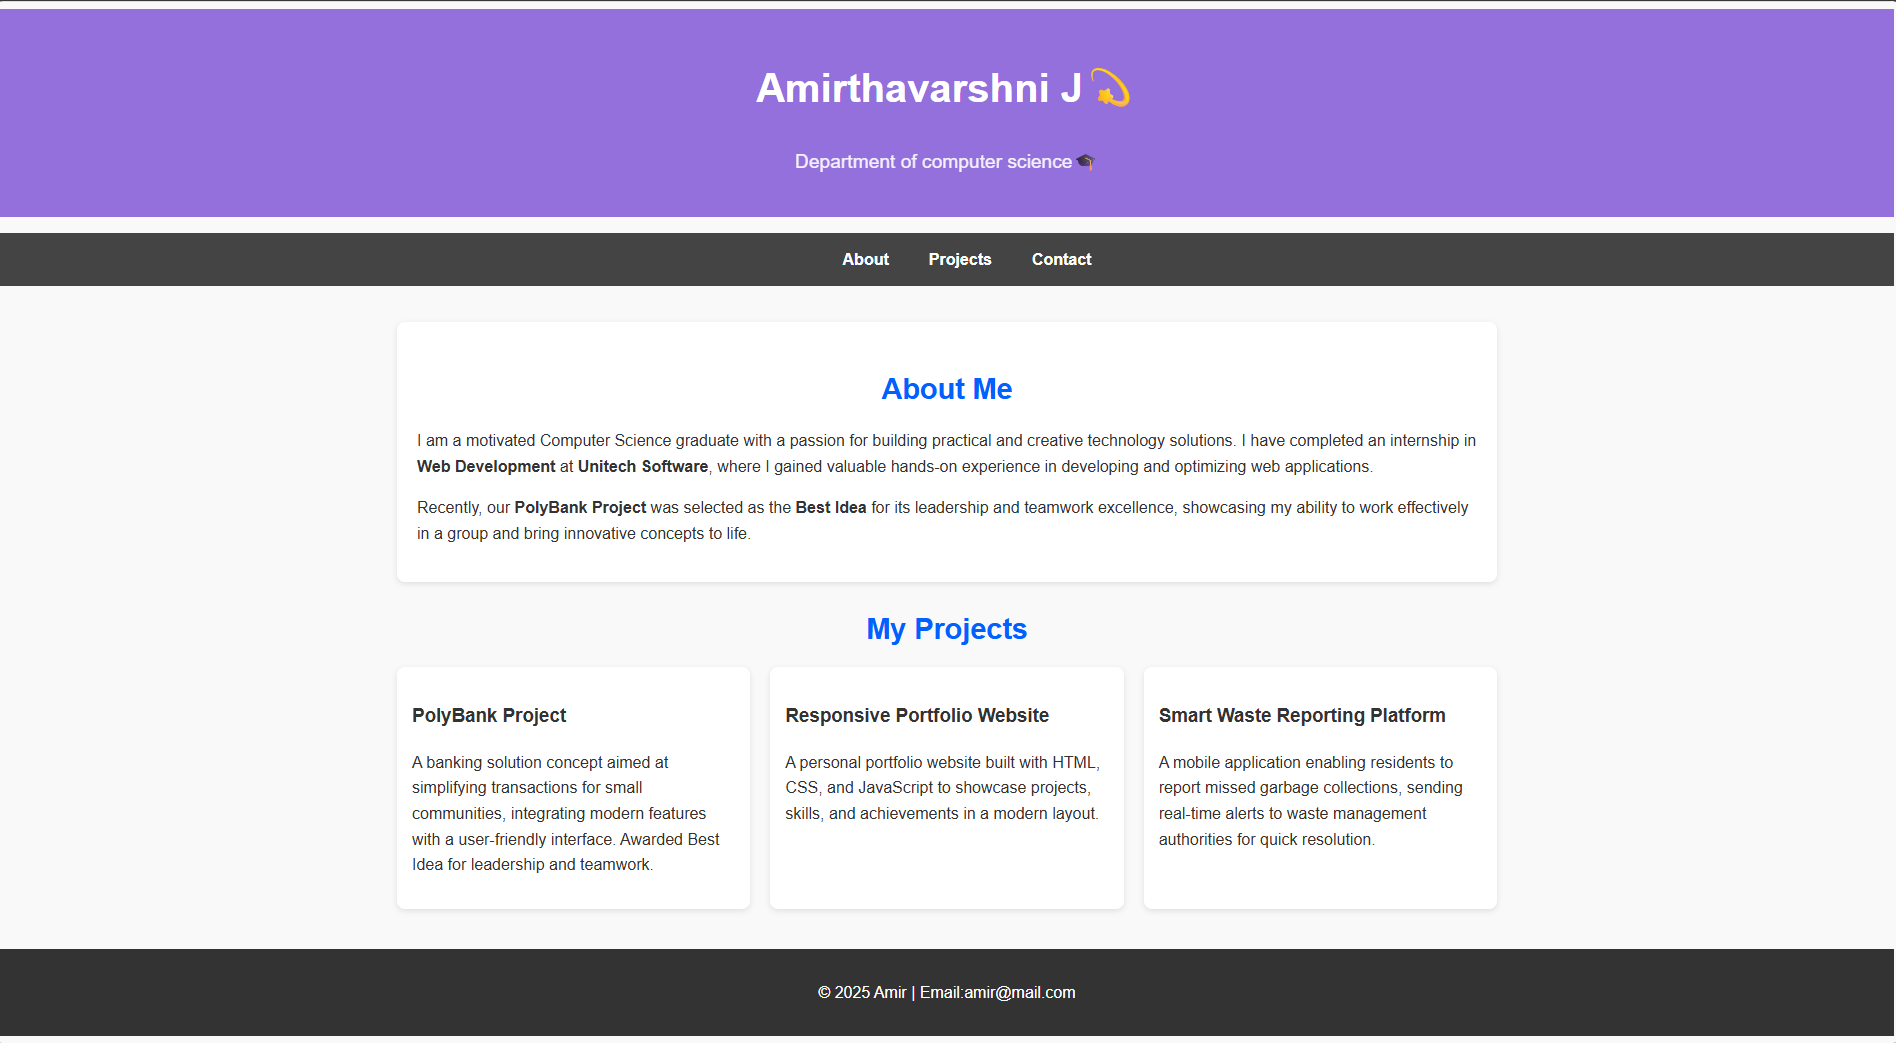 Amirthavarshni J 💫
Department of computer science 🎓
About Projects Contact
About Me
I am a motivated Computer Science graduate with a passion for building practical and creative technology solutions. I have completed an internship in
Web Development at Unitech Software, where I gained valuable hands-on experience in developing and optimizing web applications.
Recently, our PolyBank Project was selected as the Best Idea for its leadership and teamwork excellence, showcasing my ability to work effectively
in a group and bring innovative concepts to life.
My Projects
PolyBank Project
A banking solution concept aimed at
simplifying transactions for small
communities, integrating modern features
with a user-friendly interface. Awarded Best
Idea for leadership and teamwork.
Responsive Portfolio Website
A personal portfolio website built with HTML,
CSS, and JavaScript to showcase projects,
skills, and achievements in a modern layout.
Smart Waste Reporting Platform
A mobile application enabling residents to
report missed garbage collections, sending
real-time alerts to waste management
authorities for quick resolution.
© 2025 Amir | Email:amir@mail.com